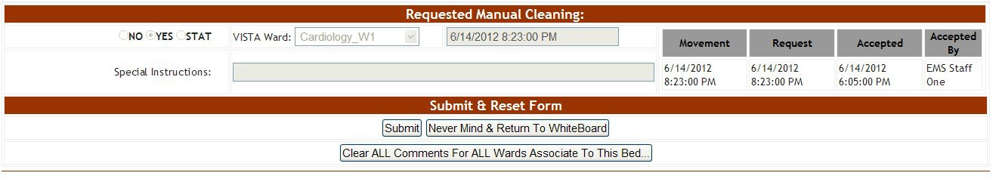 Requested Manual Cleaning:
NO YES STAT VISTA Ward: Cardiology_W1 6/14/2012 8:23:00 PM
Special Instructions:
Movement Request Accepted Accepted By
6/14/2012 8:23:00 PM 6/14/2012 8:23:00 PM 6/14/2012 6:05:00 PM EMS Staff One
Submit & Reset Form
Submit Never Mind & Return To WhiteBoard
Clear ALL Comments For ALL Wards Associate To This Bed...